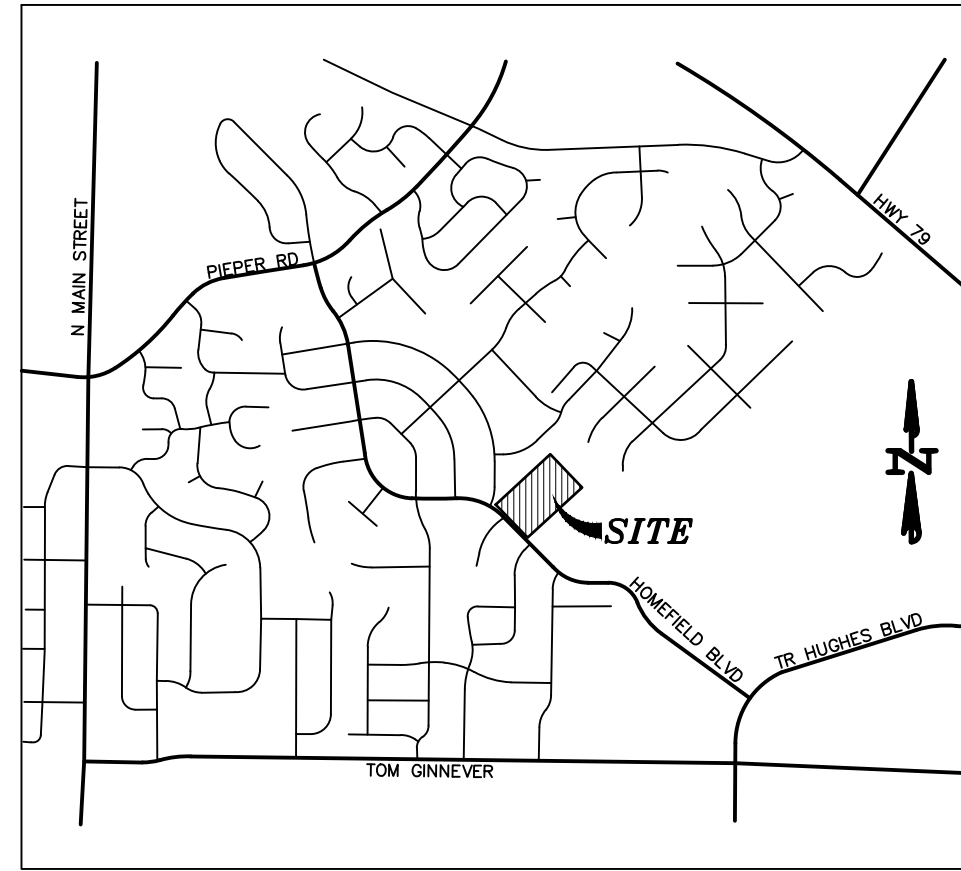 N MAIN STREET
PIEPER RD
HWY 79
N
SITE
HOMEFIELD BLVD
TR HUGHES BLVD
TOM GINNEVER